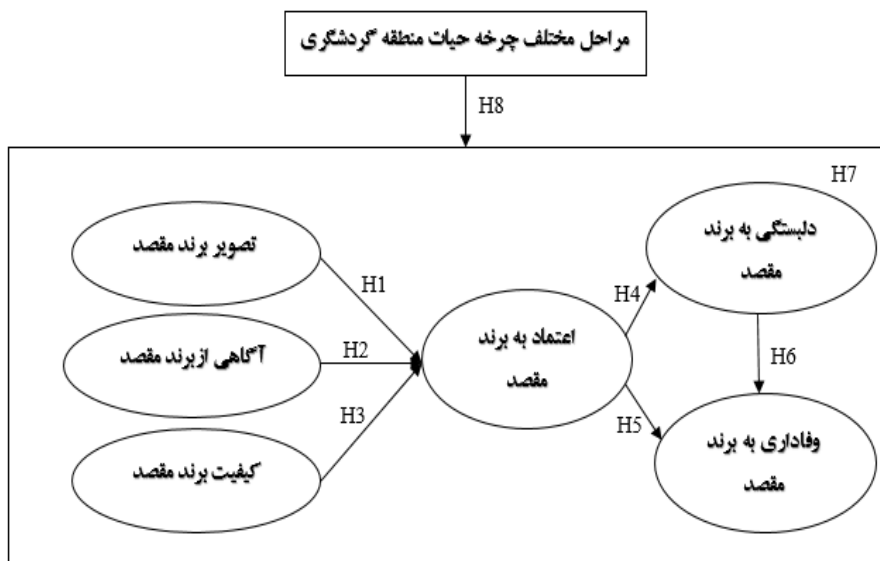 مراحل مختلف چرخه حیات منطقه گردشگری
H8
H7
تصویر برند مقصد
دلبستگی به برند
مقصد
H1
H4
آگاهی از برند مقصد
H2
اعتماد به برند
مقصد
H6
H3
H5
کیفیت برند مقصد
وفاداری به برند
مقصد